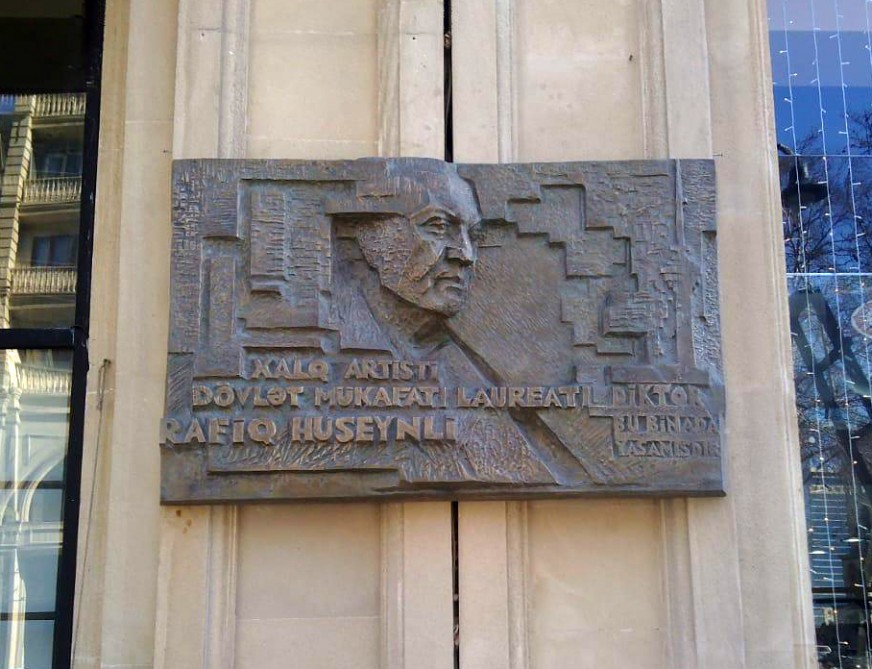 XALQ ARTİSTİ
DÖVLƏT MÜKAFATI LAUREATI, DİKTOR
RAFİQ HÜSEYNLİ
BU BİNADA
YAŞAMIŞDIR